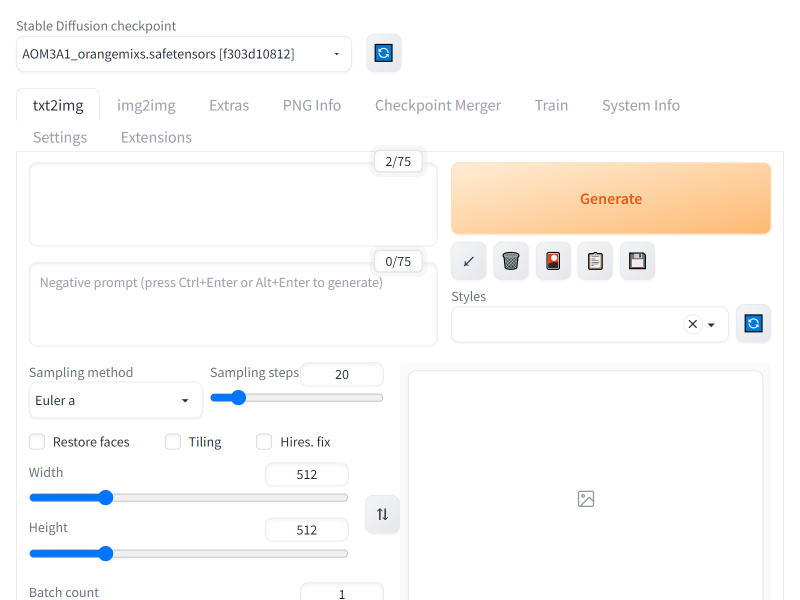 Stable Diffusion checkpoint
AOM3A1_orangemixs.safetensors [f303d10812]
txt2img img2img Extras PNG Info Checkpoint Merger Train System Info
Settings Extensions
2/75
Generate
0/75
Negative prompt (press Ctrl+Enter or Alt+Enter to generate)
Styles
Sampling method
Euler a
Sampling steps 20
Restore faces Tiling Hires. fix
Width 512
Height 512
Batch count 1